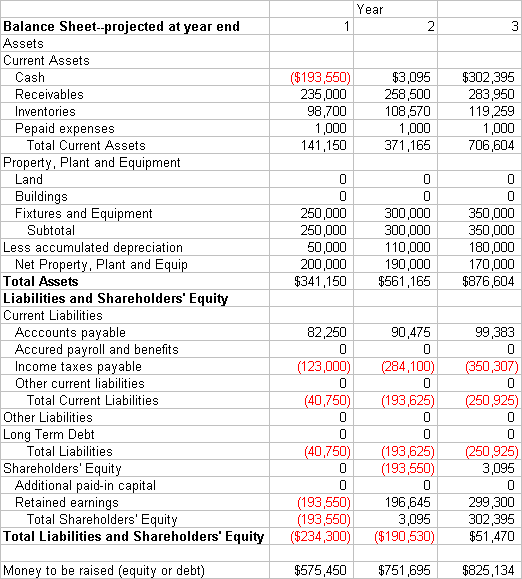 Year
Balance Sheet--projected at year end 1 2 3
Assets
Current Assets
Cash ($193,550) $3,095 $302,395
Receivables 235,000 258,500 283,950
Inventories 98,700 108,570 119,259
Pepaid expenses 1,000 1,000 1,000
Total Current Assets 141,150 371,165 706,604
Property, Plant and Equipment
Land 0 0 0
Buildings 0 0 0
Fixtures and Equipment 250,000 300,000 350,000
Subtotal 250,000 300,000 350,000
Less accumulated depreciation 50,000 110,000 180,000
Net Property, Plant and Equip 200,000 190,000 170,000
Total Assets $341,150 $561,165 $876,604
Liabilities and Shareholders' Equity
Current Liabilities
Acccounts payable 82,250 90,475 99,383
Accured payroll and benefits 0 0 0
Income taxes payable (123,000) (284,100) (350,307)
Other current liabilities 0 0 0
Total Current Liabilities (40,750) (193,625) (250,925)
Other Liabilities 0 0 0
Long Term Debt 0 0 0
Total Liabilities (40,750) (193,625) (250,925)
Shareholders' Equity 0 (193,550) 3,095
Additional paid-in capital 0 0 0
Retained earnings (193,550) 196,645 299,300
Total Shareholders' Equity (193,550) 3,095 302,395
Total Liabilities and Shareholders' Equity ($234,300) ($190,530) $51,470
Money to be raised (equity or debt) $575,450 $751,695 $825,134